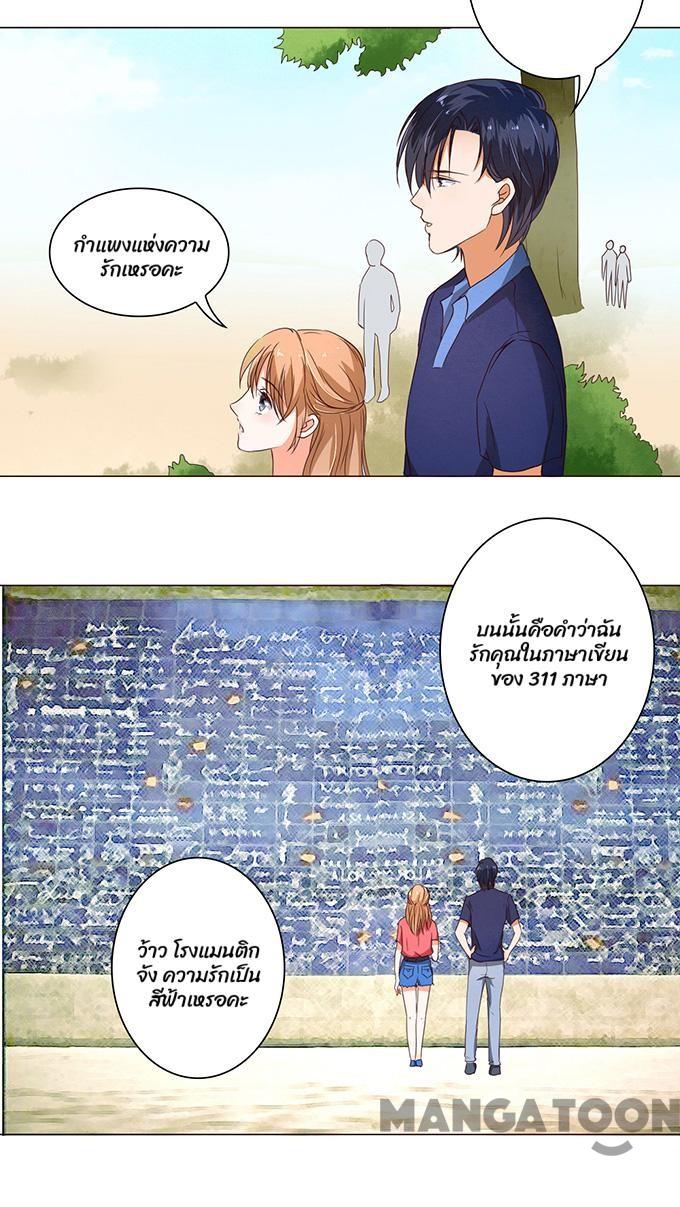 กำแพงแห่งความ
รักเหรอคะ
บนนั้นคือคำว่าฉัน
รักคุณในภาษาเขียน
ของ 311 ภาษา
ว้าว โรงแมนติก
จัง ความรักเป็น
สีฟ้าเหรอคะ
MANGATOON